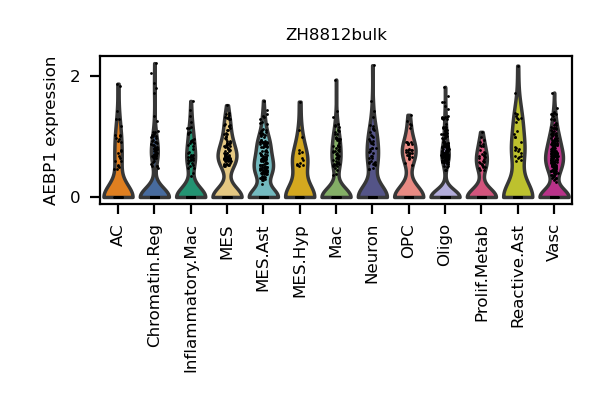 ZH8812bulk
AEBP1 expression
2
0
AC
Chromatin.Reg
Inflammatory.Mac
MES
MES.Ast
MES.Hyp
Mac
Neuron
OPC
Oligo
Prolif.Metab
Reactive.Ast
Vasc